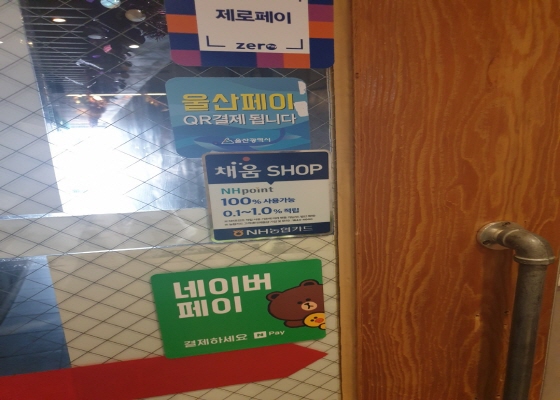 제로페이
zero
울산페이
QR결제 됩니다
울산광역시
채움 SHOP
NHpoint
100% 사용가능
0.1~1.0% 적립
NH농협카드
네이버
페이
결제하세요 N Pay